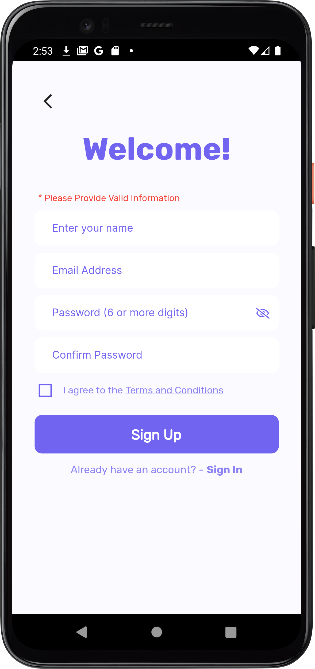 2:53
G
Welcome!
* Please Provide Valid Information
Enter your name
Email Address
Password (6 or more digits)
Confirm Password
I agree to the Terms and Conditions
Sign Up
Already have an account? - Sign In